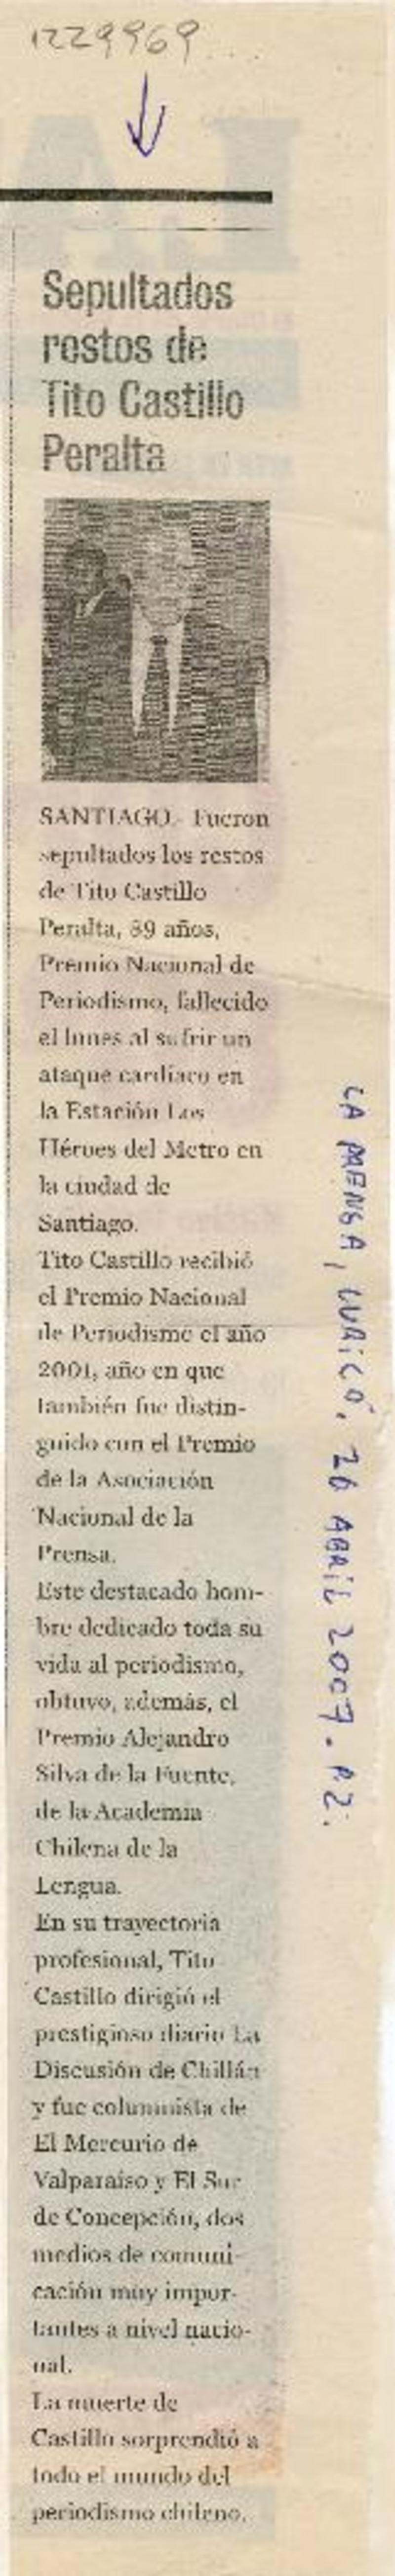 1229969
Sepultados
restos de
Tito Castillo
Peralta
SANTIAGO.- Fueron
sepultados los restos
de Tito Castillo
Peralta, 89 años,
Premio Nacional de
Periodismo, fallecido
el lunes al sufrir un
ataque cardíaco en
la Estación Los
Héroes del Metro en
la ciudad de
Santiago.
Tito Castillo recibió
el Premio Nacional
de Periodismo el año
2001, año en que
también fue distin-
guido con el Premio
de la Asociación
Nacional de la
Prensa.
Este destacado hom-
bre dedicado toda su
vida al periodismo,
obtuvo, además, el
Premio Alejandro
Silva de la Fuente,
de la Academia
Chilena de la
Lengua.
En su trayectoria
profesional, Tito
Castillo dirigió el
prestigioso diario La
Discusión de Chillán
y fue columnista de
El Mercurio de
Valparaíso y El Sur
de Concepción, dos
medios de comuni-
cación muy impor-
tantes a nivel nacio-
nal.
La muerte de
Castillo sorprendió a
todo el mundo del
periodismo chileno.
LA PRENSA, CURICÓ, 26 ABRIL 2007. P2.